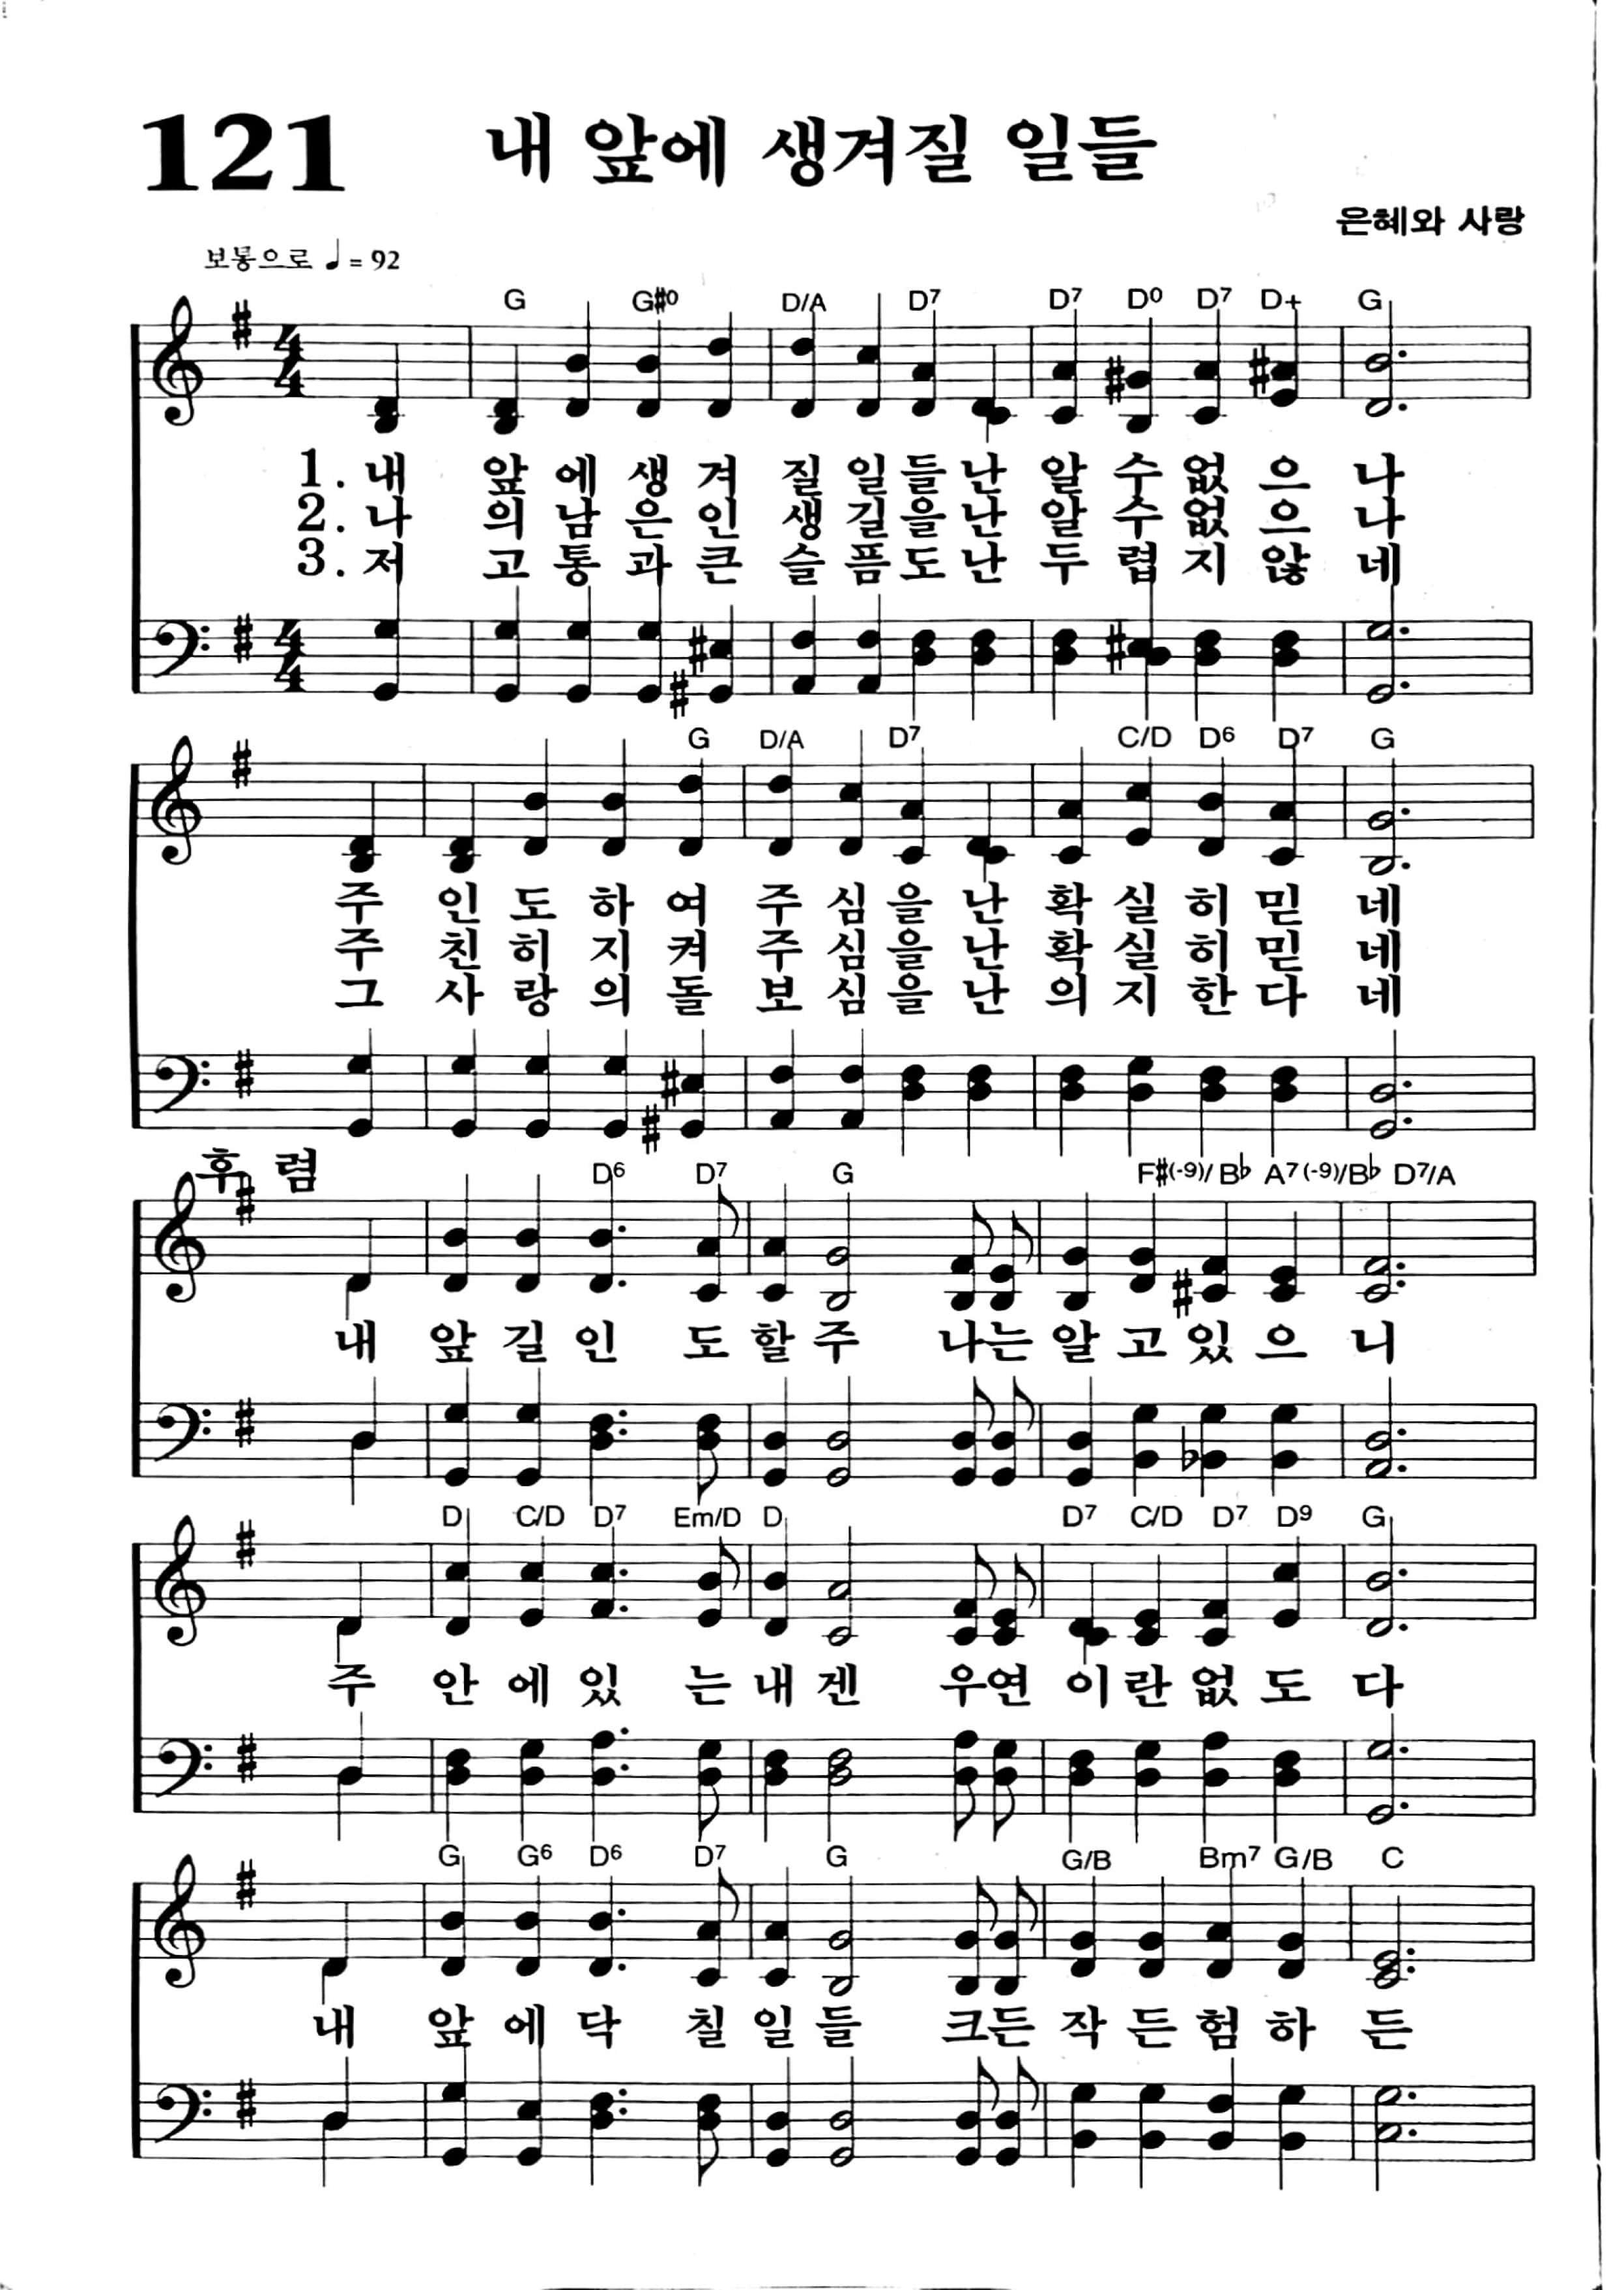 121 내 앞에 생겨질 일들
은혜와 사랑
보통으로 ♩ = 92
G G#0 D/A D7 D7 D0 D7 D+ G
1. 내 앞 에 생 겨 질 일 들 난 알 수 없 으 나
2. 나 의 남 은 인 생 길 을 난 알 수 없 으 나
3. 저 고 통 과 큰 슬 픔 도 난 두 렵 지 않 네
G D/A D7 C/D D6 D7 G
주 인 도 하 여 주 심 을 난 확 실 히 믿 네
주 친 히 지 켜 주 심 을 난 확 실 히 믿 네
그 사 랑 의 돌 보 심 을 난 의 지 한 다 네
후 렴
D6 D7 G F#(-9)/B♭ A7(-9)/B♭ D7/A
내 앞 길 인 도 할 주 나는 알 고 있 으 니
D C/D D7 Em/D D D7 C/D D7 D9 G
주 안 에 있 는 내 겐 우연 이 란 없 도 다
G G6 D6 D7 G G/B Bm7 G/B C
내 앞 에 닥 칠 일 들 크든 작 든 험 하 든